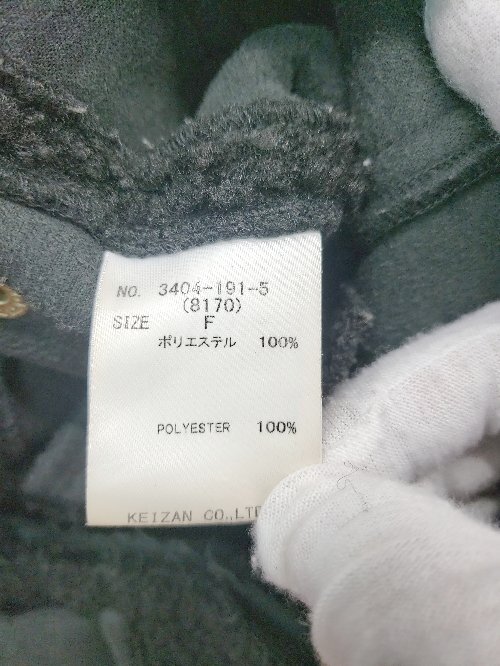 NO. 3404-191-5
(8170)
SIZE F
ポリエステル 100%
POLYESTER 100%
KEIZAN CO.,LTD